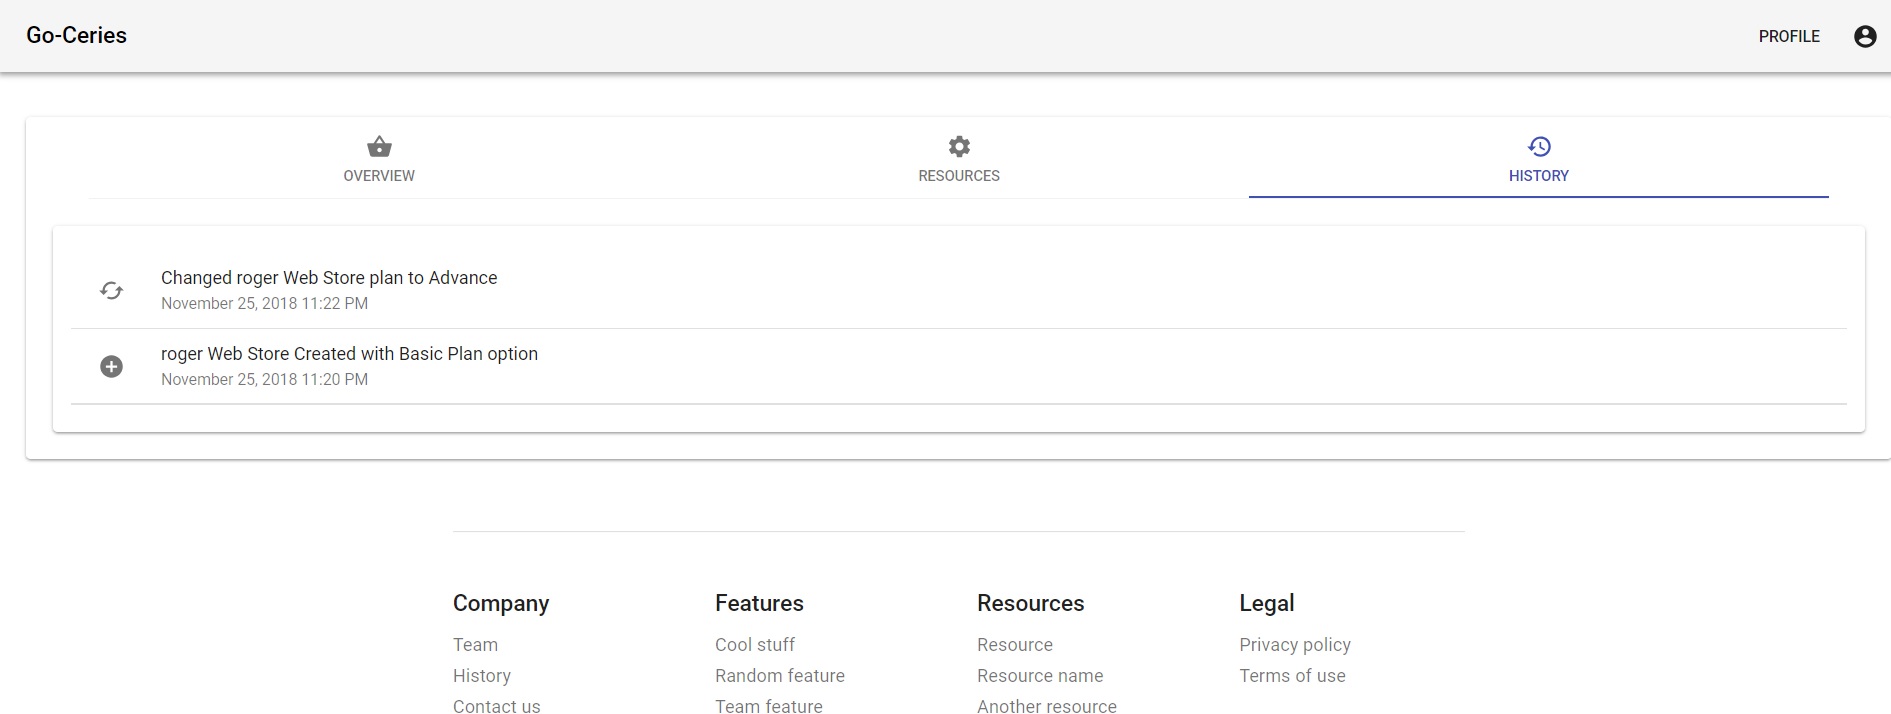 Go-Ceries
PROFILE
OVERVIEW
RESOURCES
HISTORY
Changed roger Web Store plan to Advance
November 25, 2018 11:22 PM
roger Web Store Created with Basic Plan option
November 25, 2018 11:20 PM
Company
Team
History
Contact us
Features
Cool stuff
Random feature
Team feature
Resources
Resource
Resource name
Another resource
Legal
Privacy policy
Terms of use